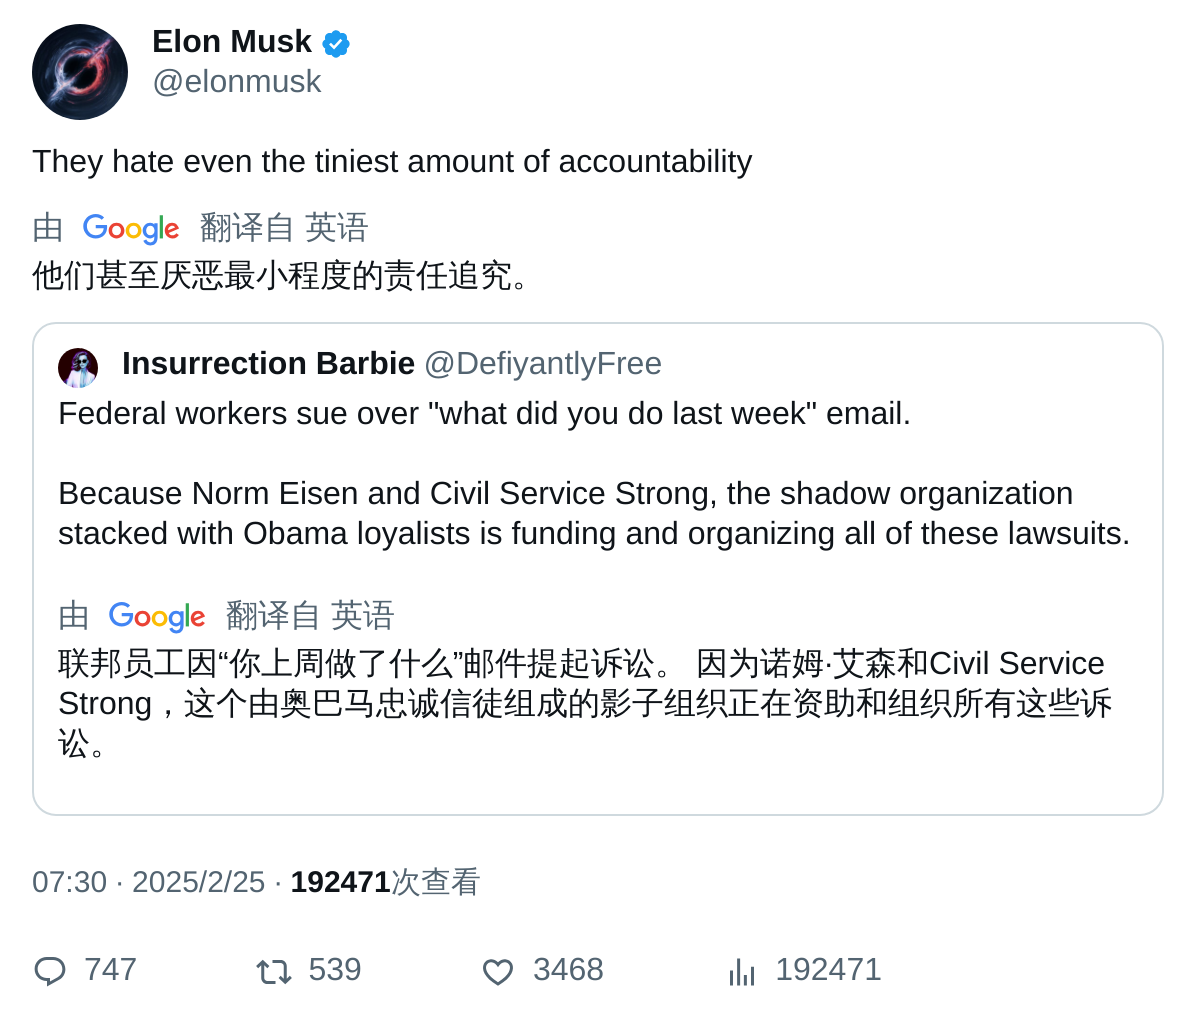 Elon Musk
@elonmusk
They hate even the tiniest amount of accountability
由 Google 翻译自 英语
他们甚至厌恶最小程度的责任追究。
Insurrection Barbie @DefiyantlyFree
Federal workers sue over "what did you do last week" email.
Because Norm Eisen and Civil Service Strong, the shadow organization
stacked with Obama loyalists is funding and organizing all of these lawsuits.
由 Google 翻译自 英语
联邦员工因“你上周做了什么”邮件提起诉讼。 因为诺姆·艾森和Civil Service
Strong，这个由奥巴马忠诚信徒组成的影子组织正在资助和组织所有这些诉
讼。
07:30 · 2025/2/25 · 192471次查看
747 539 3468 192471